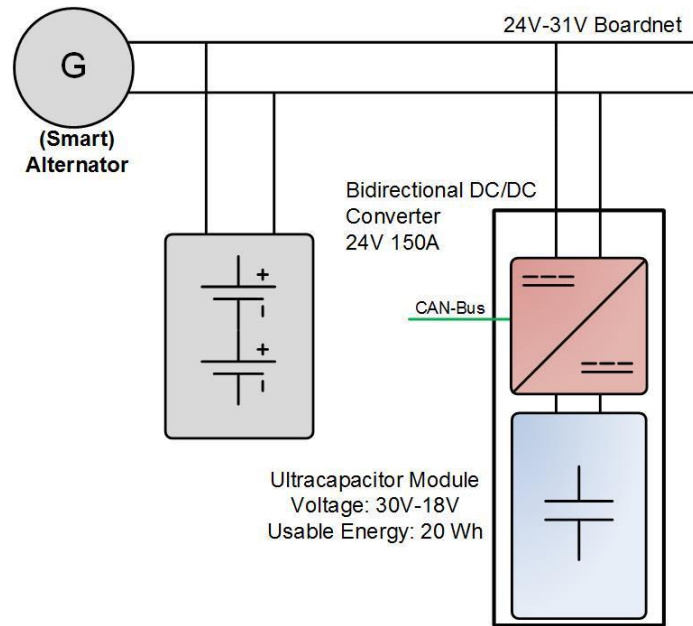 24V-31V Boardnet
G
(Smart)
Alternator
Bidirectional DC/DC
Converter
24V 150A
+
+
CAN-Bus
Ultracapacitor Module
Voltage: 30V-18V
Usable Energy: 20 Wh